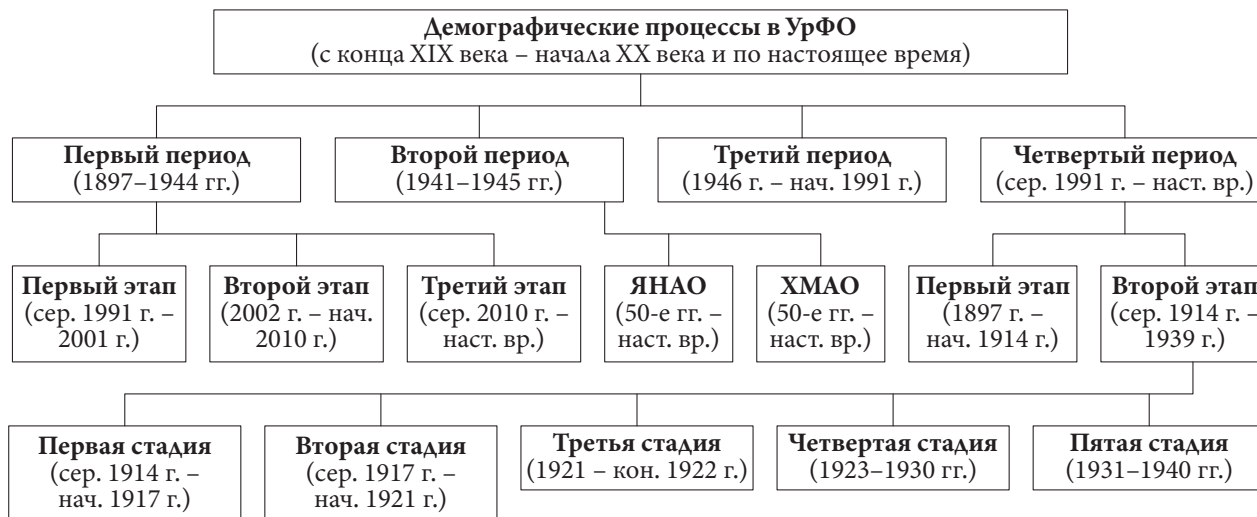 Демографические процессы в УрФО
(с конца XIX века – начала XX века и по настоящее время)
Первый период
(1897–1944 гг.)
Второй период
(1941–1945 гг.)
Третий период
(1946 г. – нач. 1991 г.)
Четвертый период
(сер. 1991 г. – наст. вр.)
Первый этап
(сер. 1991 г. –
2001 г.)
Второй этап
(2002 г. – нач.
2010 г.)
Третий этап
(сер. 2010 г. –
наст. вр.)
ЯНАО
(50-е гг. –
наст. вр.)
ХМАО
(50-е гг. –
наст. вр.)
Первый этап
(1897 г. –
нач. 1914 г.)
Второй этап
(сер. 1914 г. –
1939 г.)
Первая стадия
(сер. 1914 г. –
нач. 1917 г.)
Вторая стадия
(сер. 1917 г. –
нач. 1921 г.)
Третья стадия
(1921 – кон. 1922 г.)
Четвертая стадия
(1923–1930 гг.)
Пятая стадия
(1931–1940 гг.)